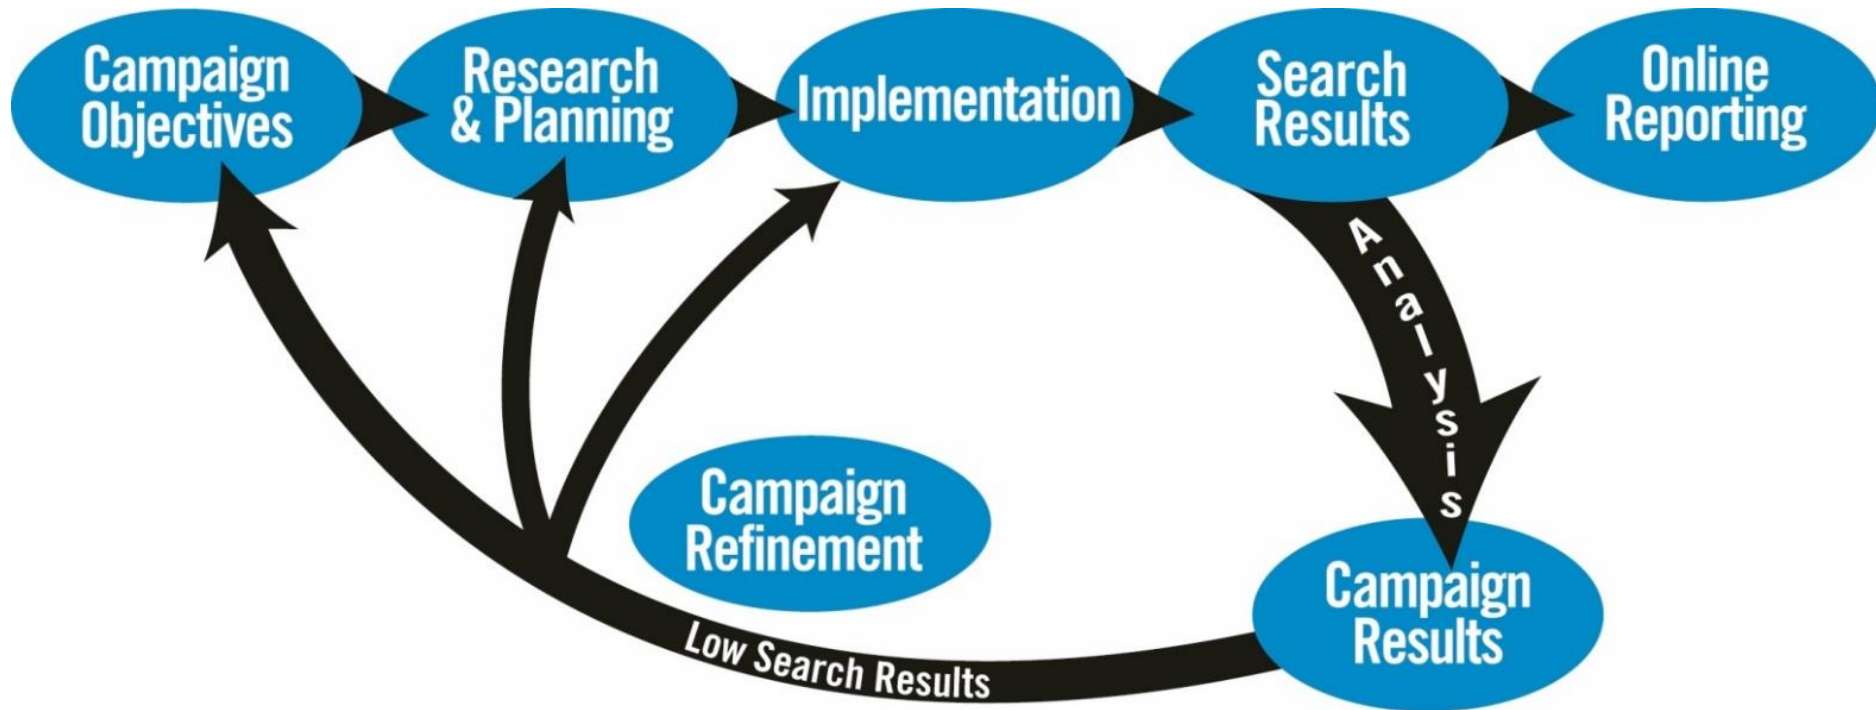 Campaign
Objectives
Research
& Planning
Implementation
Search
Results
Online
Reporting
Analysis
Campaign
Refinement
Campaign
Results
Low Search Results